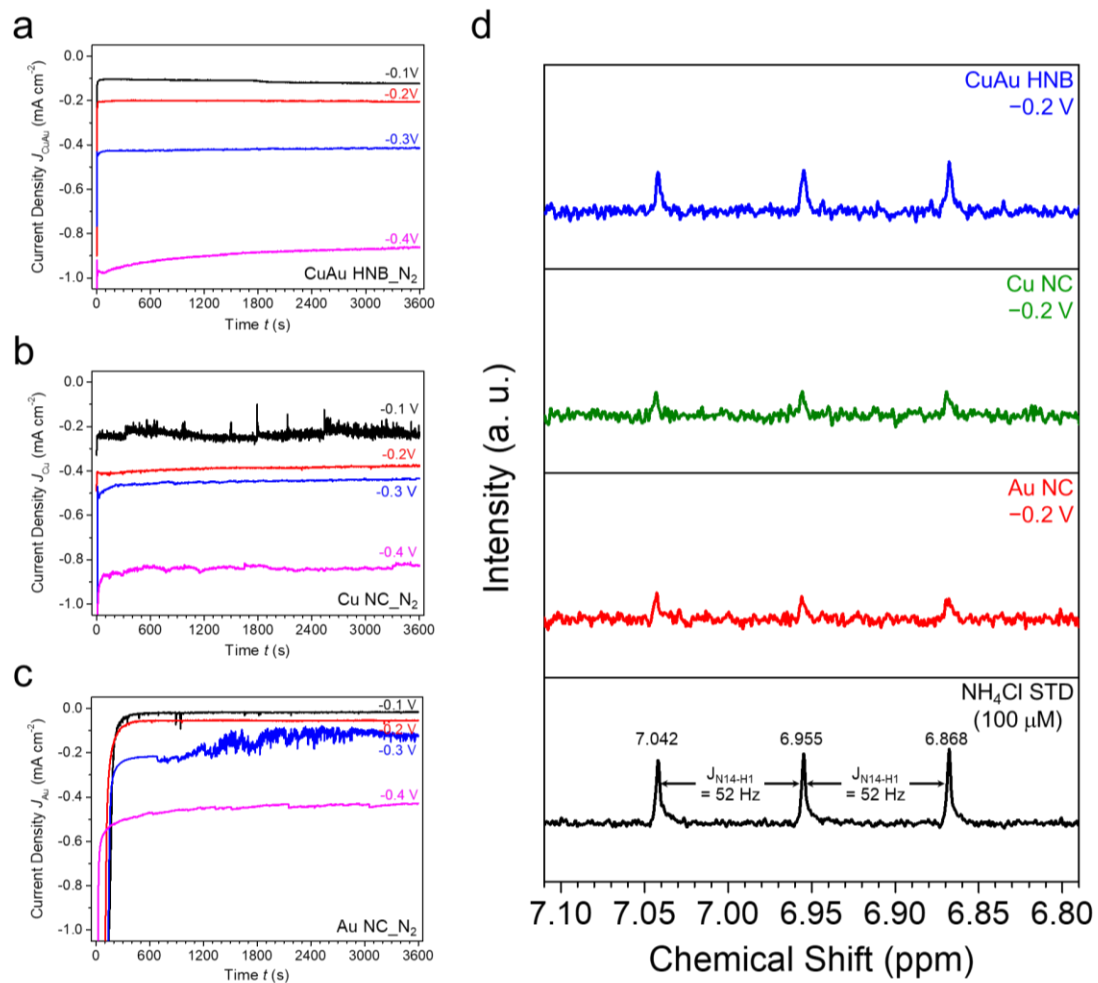 a
0.0
-0.2
-0.4
-0.6
-0.8
-1.0
Current Density J_CuAu (mA cm⁻²)
-0.1V
-0.2V
-0.3V
-0.4V
CuAu HNB_N₂
0 600 1200 1800 2400 3000 3600
Time t (s)
b
0.0
-0.2
-0.4
-0.6
-0.8
-1.0
Current Density J_Cu (mA cm⁻²)
-0.1 V
-0.2V
-0.3 V
-0.4 V
Cu NC_N₂
0 600 1200 1800 2400 3000 3600
Time t (s)
c
0.0
-0.2
-0.4
-0.6
-0.8
-1.0
Current Density J_Au (mA cm⁻²)
-0.1V
-0.2 V
-0.3 V
-0.4 V
Au NC_N₂
0 600 1200 1800 2400 3000 3600
Time t (s)
d
Intensity (a. u.)
CuAu HNB
−0.2 V
Cu NC
−0.2 V
Au NC
−0.2 V
NH₄Cl STD
(100 μM)
7.042 6.955 6.868
J_N14-H1 J_N14-H1
= 52 Hz = 52 Hz
7.10 7.05 7.00 6.95 6.90 6.85 6.80
Chemical Shift (ppm)